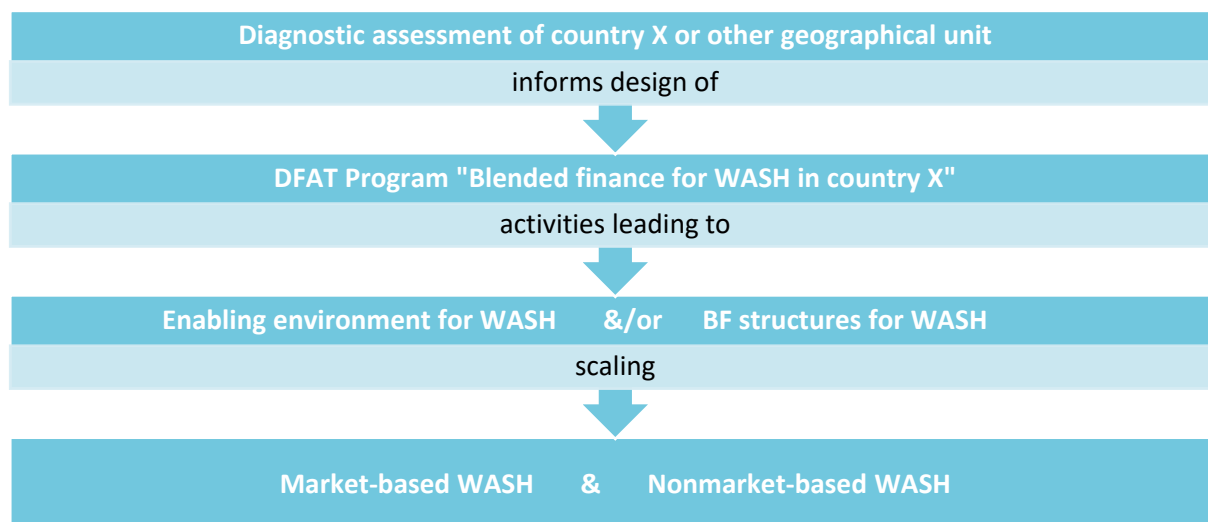 Diagnostic assessment of country X or other geographical unit
informs design of
DFAT Program "Blended finance for WASH in country X"
activities leading to
Enabling environment for WASH &/or BF structures for WASH
scaling
Market-based WASH & Nonmarket-based WASH